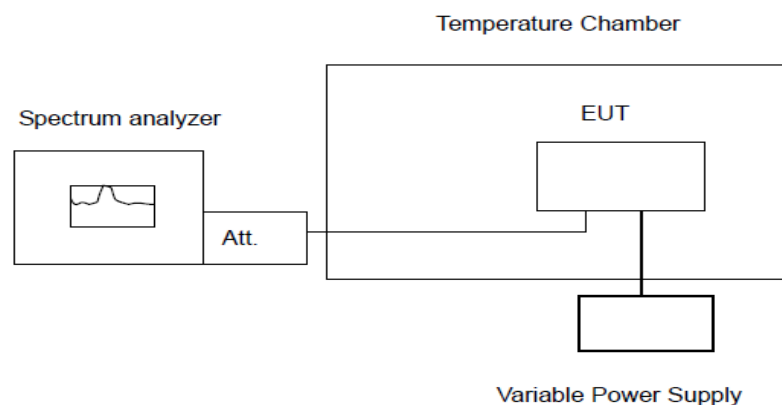 Temperature Chamber
Spectrum analyzer
EUT
Att.
Variable Power Supply